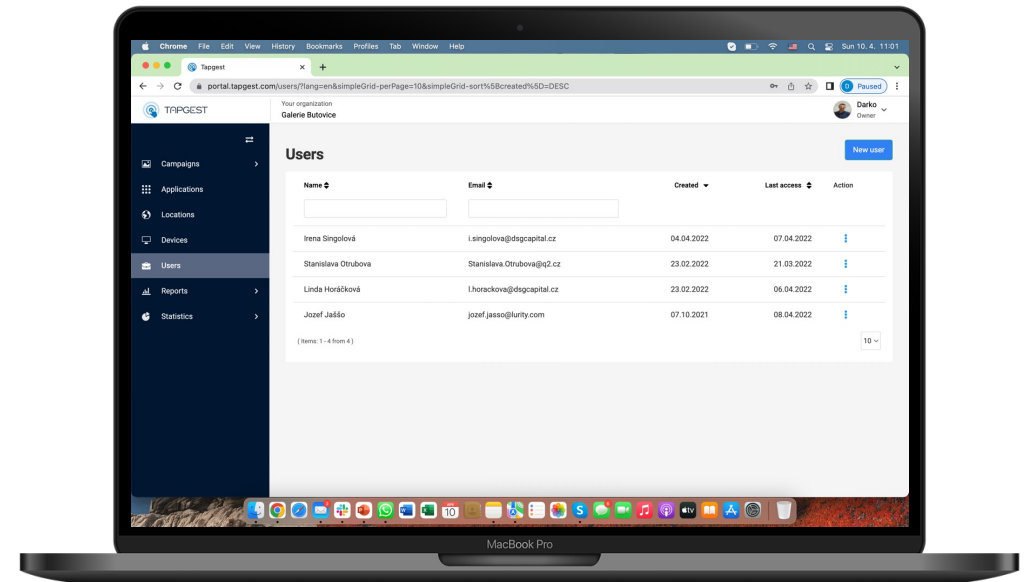 Chrome File Edit View History Bookmarks Profiles Tab Window Help Sun 10. 4. 11:01
Tapgest
portal.tapgest.com/users/?lang=en&simpleGrid-perPage=10&simpleGrid-sort%5Bcreated%5D=DESC D Paused
TAPGEST
Your organization
Galerie Butovice
Darko
Owner
Campaigns
Applications
Locations
Devices
Users
Reports
Statistics
Users
New user
Name Email Created Last access Action
Irena Singolová i.singolova@dsgcapital.cz 04.04.2022 07.04.2022
Stanislava Otrubova Stanislava.Otrubova@q2.cz 23.02.2022 21.03.2022
Linda Horáčková l.horackova@dsgcapital.cz 23.02.2022 06.04.2022
Jozef Jaššo jozef.jasso@lurity.com 07.10.2021 08.04.2022
( Items: 1 - 4 from 4 )
10
10
tv
MacBook Pro